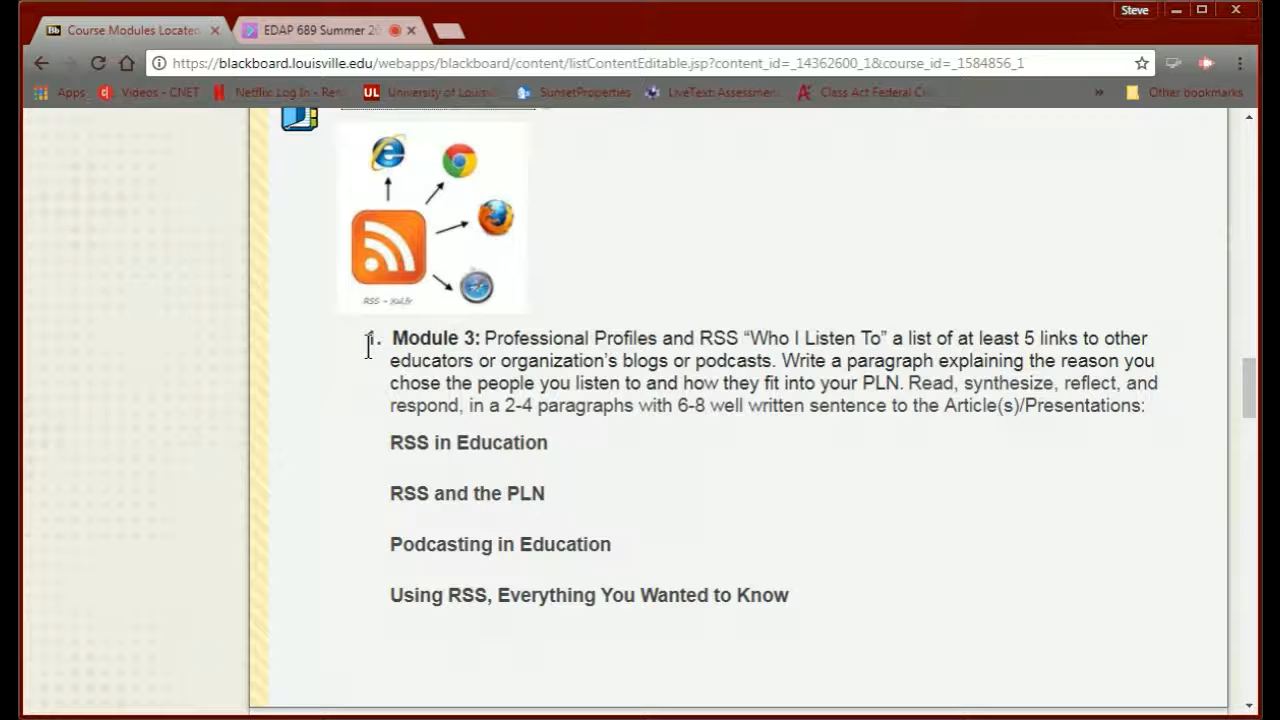 Steve
Course Modules Locate
EDAP 689 Summer 20
https://blackboard.louisville.edu/webapps/blackboard/content/listContentEditable.jsp?content_id=_14362600_1&course_id=_1584856_1
Apps Videos - CNET Netflix Log In - Ren UL University of Louisv SunsetProperties LiveText: Assessmen Class Act Federal Cr » Other bookmarks
RSS - Xul.fr
1. Module 3: Professional Profiles and RSS “Who I Listen To” a list of at least 5 links to other
educators or organization’s blogs or podcasts. Write a paragraph explaining the reason you
chose the people you listen to and how they fit into your PLN. Read, synthesize, reflect, and
respond, in a 2-4 paragraphs with 6-8 well written sentence to the Article(s)/Presentations:
RSS in Education
RSS and the PLN
Podcasting in Education
Using RSS, Everything You Wanted to Know